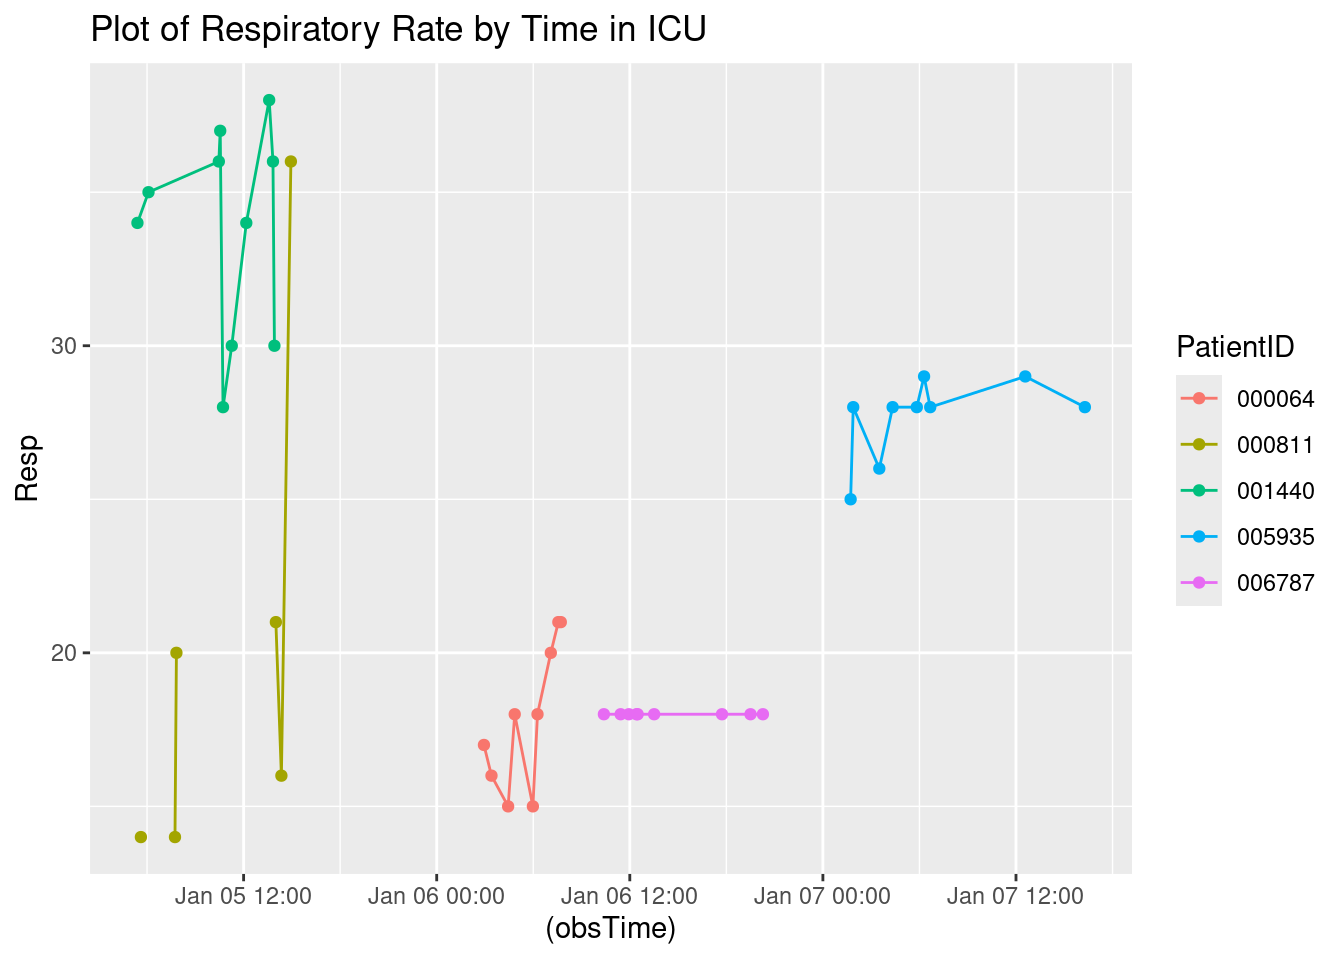 Plot of Respiratory Rate by Time in ICU
Resp
30
20
Jan 05 12:00 Jan 06 00:00 Jan 06 12:00 Jan 07 00:00 Jan 07 12:00
(obsTime)
PatientID
000064
000811
001440
005935
006787